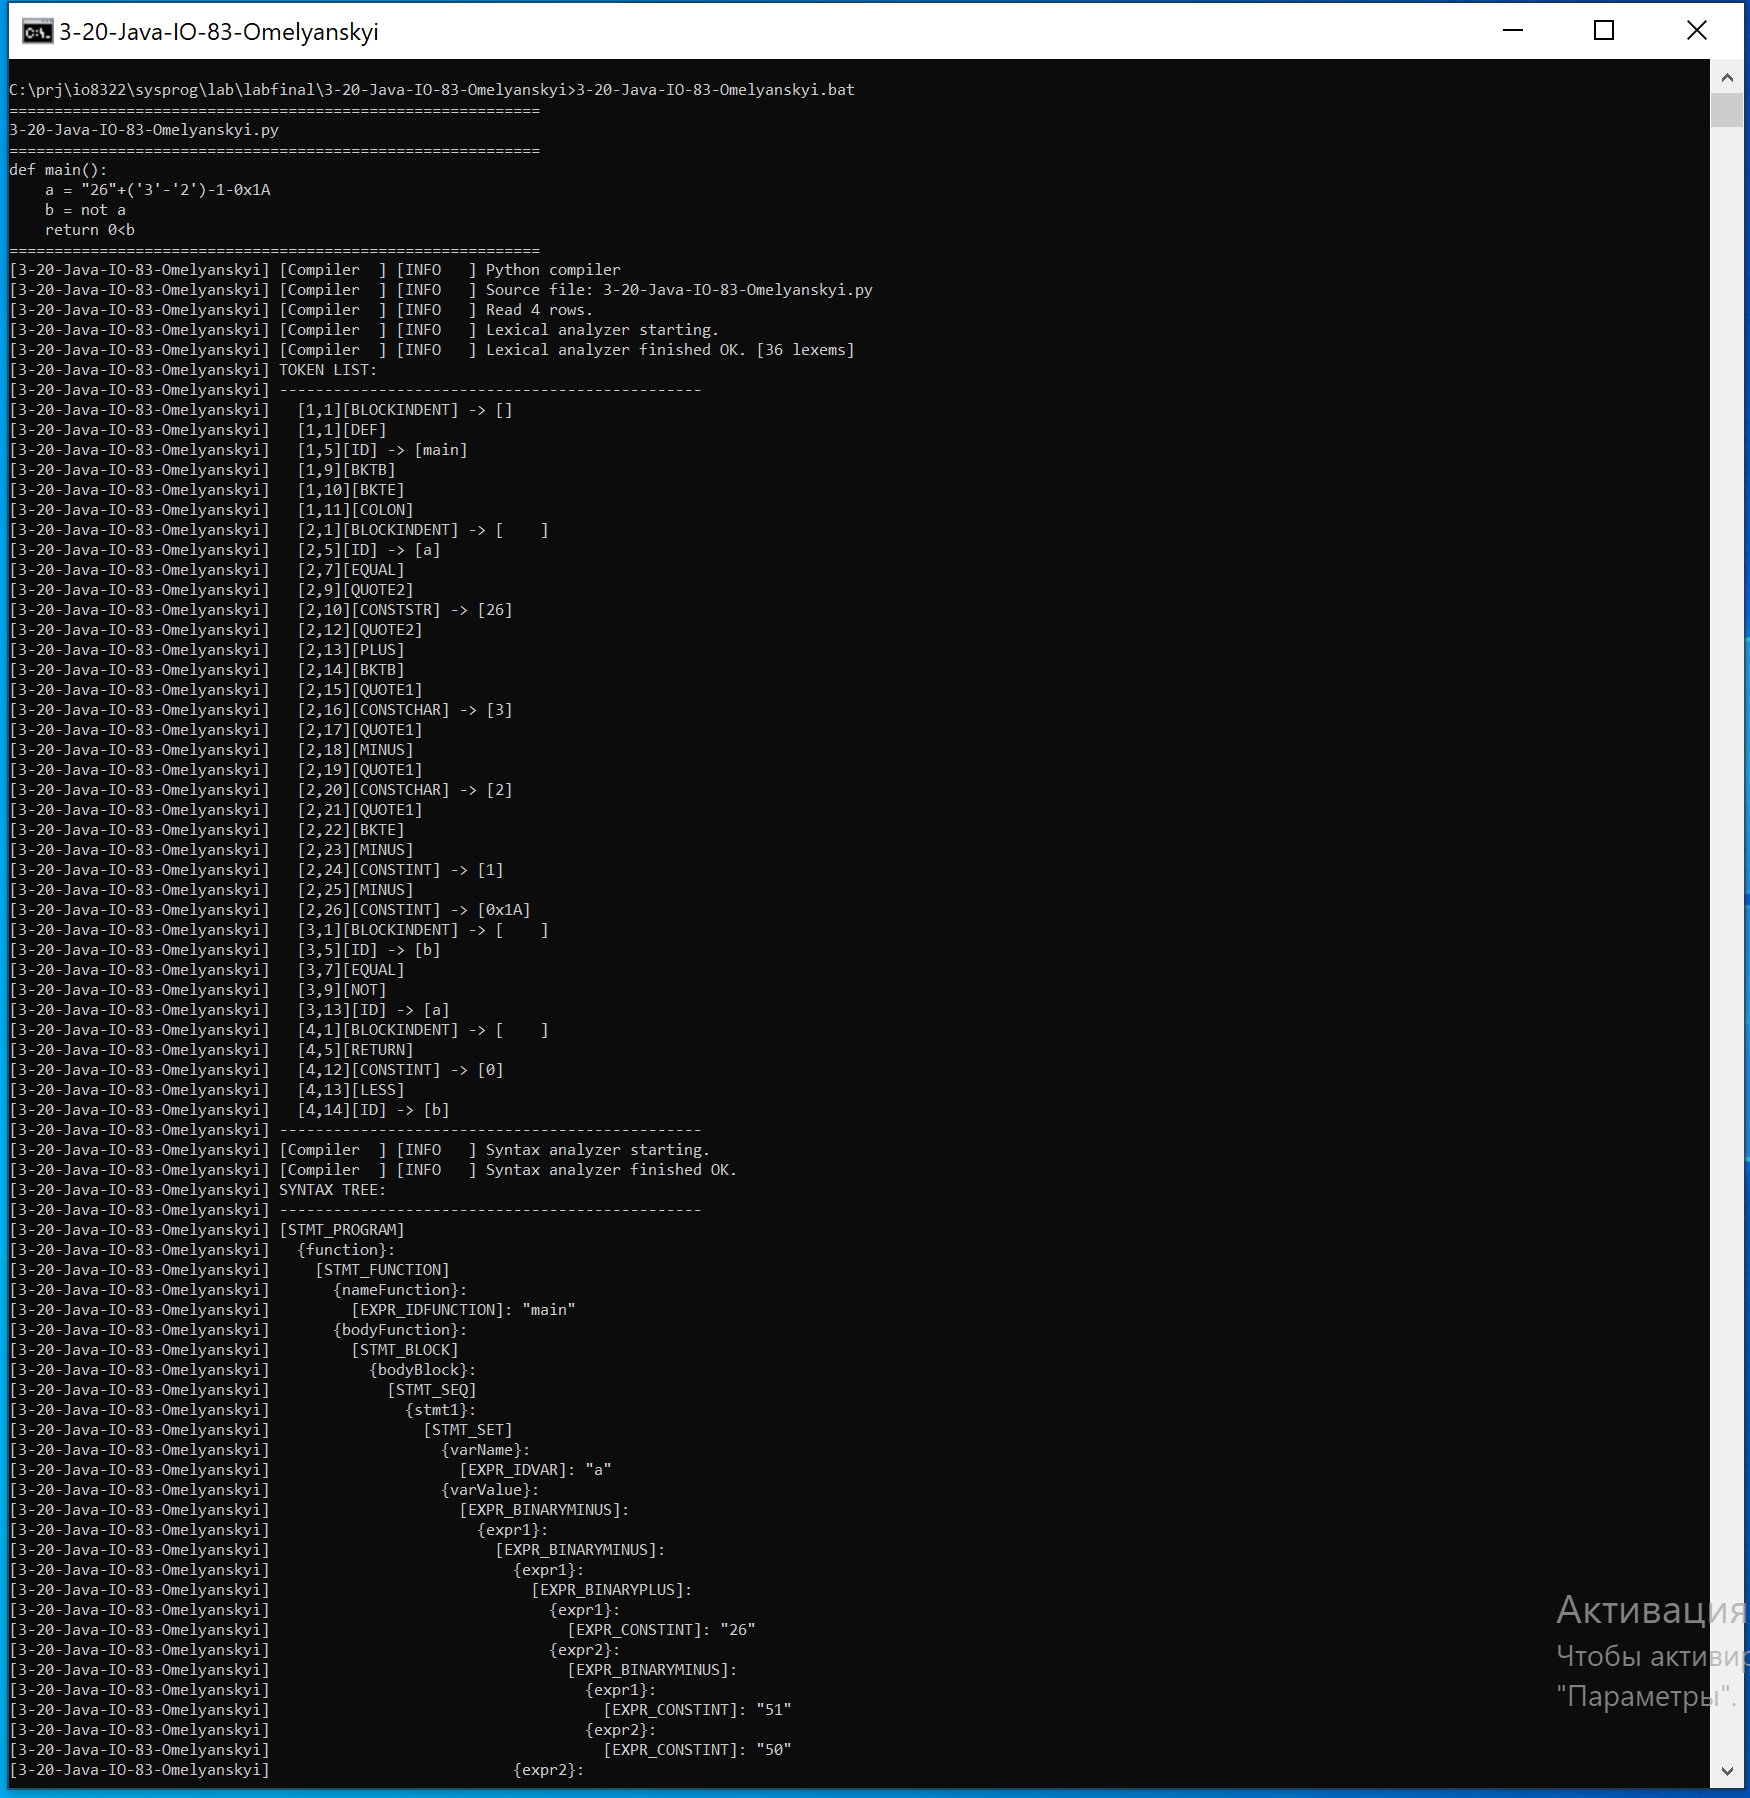 3-20-Java-IO-83-Omelyanskyi
C:\prj\io8322\sysprog\lab\labfinal\3-20-Java-IO-83-Omelyanskyi>3-20-Java-IO-83-Omelyanskyi.bat
===========================================================
3-20-Java-IO-83-Omelyanskyi.py
===========================================================
def main():
    a = "26"+('3'-'2')-1-0x1A
    b = not a
    return 0<b
===========================================================
[3-20-Java-IO-83-Omelyanskyi] [Compiler  ] [INFO   ] Python compiler
[3-20-Java-IO-83-Omelyanskyi] [Compiler  ] [INFO   ] Source file: 3-20-Java-IO-83-Omelyanskyi.py
[3-20-Java-IO-83-Omelyanskyi] [Compiler  ] [INFO   ] Read 4 rows.
[3-20-Java-IO-83-Omelyanskyi] [Compiler  ] [INFO   ] Lexical analyzer starting.
[3-20-Java-IO-83-Omelyanskyi] [Compiler  ] [INFO   ] Lexical analyzer finished OK. [36 lexems]
[3-20-Java-IO-83-Omelyanskyi] TOKEN LIST:
[3-20-Java-IO-83-Omelyanskyi] -----------------------------------------------
[3-20-Java-IO-83-Omelyanskyi]   [1,1][BLOCKINDENT] -> []
[3-20-Java-IO-83-Omelyanskyi]   [1,1][DEF]
[3-20-Java-IO-83-Omelyanskyi]   [1,5][ID] -> [main]
[3-20-Java-IO-83-Omelyanskyi]   [1,9][BKTB]
[3-20-Java-IO-83-Omelyanskyi]   [1,10][BKTE]
[3-20-Java-IO-83-Omelyanskyi]   [1,11][COLON]
[3-20-Java-IO-83-Omelyanskyi]   [2,1][BLOCKINDENT] -> [    ]
[3-20-Java-IO-83-Omelyanskyi]   [2,5][ID] -> [a]
[3-20-Java-IO-83-Omelyanskyi]   [2,7][EQUAL]
[3-20-Java-IO-83-Omelyanskyi]   [2,9][QUOTE2]
[3-20-Java-IO-83-Omelyanskyi]   [2,10][CONSTSTR] -> [26]
[3-20-Java-IO-83-Omelyanskyi]   [2,12][QUOTE2]
[3-20-Java-IO-83-Omelyanskyi]   [2,13][PLUS]
[3-20-Java-IO-83-Omelyanskyi]   [2,14][BKTB]
[3-20-Java-IO-83-Omelyanskyi]   [2,15][QUOTE1]
[3-20-Java-IO-83-Omelyanskyi]   [2,16][CONSTCHAR] -> [3]
[3-20-Java-IO-83-Omelyanskyi]   [2,17][QUOTE1]
[3-20-Java-IO-83-Omelyanskyi]   [2,18][MINUS]
[3-20-Java-IO-83-Omelyanskyi]   [2,19][QUOTE1]
[3-20-Java-IO-83-Omelyanskyi]   [2,20][CONSTCHAR] -> [2]
[3-20-Java-IO-83-Omelyanskyi]   [2,21][QUOTE1]
[3-20-Java-IO-83-Omelyanskyi]   [2,22][BKTE]
[3-20-Java-IO-83-Omelyanskyi]   [2,23][MINUS]
[3-20-Java-IO-83-Omelyanskyi]   [2,24][CONSTINT] -> [1]
[3-20-Java-IO-83-Omelyanskyi]   [2,25][MINUS]
[3-20-Java-IO-83-Omelyanskyi]   [2,26][CONSTINT] -> [0x1A]
[3-20-Java-IO-83-Omelyanskyi]   [3,1][BLOCKINDENT] -> [    ]
[3-20-Java-IO-83-Omelyanskyi]   [3,5][ID] -> [b]
[3-20-Java-IO-83-Omelyanskyi]   [3,7][EQUAL]
[3-20-Java-IO-83-Omelyanskyi]   [3,9][NOT]
[3-20-Java-IO-83-Omelyanskyi]   [3,13][ID] -> [a]
[3-20-Java-IO-83-Omelyanskyi]   [4,1][BLOCKINDENT] -> [    ]
[3-20-Java-IO-83-Omelyanskyi]   [4,5][RETURN]
[3-20-Java-IO-83-Omelyanskyi]   [4,12][CONSTINT] -> [0]
[3-20-Java-IO-83-Omelyanskyi]   [4,13][LESS]
[3-20-Java-IO-83-Omelyanskyi]   [4,14][ID] -> [b]
[3-20-Java-IO-83-Omelyanskyi] -----------------------------------------------
[3-20-Java-IO-83-Omelyanskyi] [Compiler  ] [INFO   ] Syntax analyzer starting.
[3-20-Java-IO-83-Omelyanskyi] [Compiler  ] [INFO   ] Syntax analyzer finished OK.
[3-20-Java-IO-83-Omelyanskyi] SYNTAX TREE:
[3-20-Java-IO-83-Omelyanskyi] -----------------------------------------------
[3-20-Java-IO-83-Omelyanskyi] [STMT_PROGRAM]
[3-20-Java-IO-83-Omelyanskyi]   {function}:
[3-20-Java-IO-83-Omelyanskyi]     [STMT_FUNCTION]
[3-20-Java-IO-83-Omelyanskyi]       {nameFunction}:
[3-20-Java-IO-83-Omelyanskyi]         [EXPR_IDFUNCTION]: "main"
[3-20-Java-IO-83-Omelyanskyi]       {bodyFunction}:
[3-20-Java-IO-83-Omelyanskyi]         [STMT_BLOCK]
[3-20-Java-IO-83-Omelyanskyi]           {bodyBlock}:
[3-20-Java-IO-83-Omelyanskyi]             [STMT_SEQ]
[3-20-Java-IO-83-Omelyanskyi]               {stmt1}:
[3-20-Java-IO-83-Omelyanskyi]                 [STMT_SET]
[3-20-Java-IO-83-Omelyanskyi]                   {varName}:
[3-20-Java-IO-83-Omelyanskyi]                     [EXPR_IDVAR]: "a"
[3-20-Java-IO-83-Omelyanskyi]                   {varValue}:
[3-20-Java-IO-83-Omelyanskyi]                     [EXPR_BINARYMINUS]:
[3-20-Java-IO-83-Omelyanskyi]                       {expr1}:
[3-20-Java-IO-83-Omelyanskyi]                         [EXPR_BINARYMINUS]:
[3-20-Java-IO-83-Omelyanskyi]                           {expr1}:
[3-20-Java-IO-83-Omelyanskyi]                             [EXPR_BINARYPLUS]:
[3-20-Java-IO-83-Omelyanskyi]                               {expr1}:
[3-20-Java-IO-83-Omelyanskyi]                                 [EXPR_CONSTINT]: "26"
[3-20-Java-IO-83-Omelyanskyi]                               {expr2}:
[3-20-Java-IO-83-Omelyanskyi]                                 [EXPR_BINARYMINUS]:
[3-20-Java-IO-83-Omelyanskyi]                                   {expr1}:
[3-20-Java-IO-83-Omelyanskyi]                                     [EXPR_CONSTINT]: "51"
[3-20-Java-IO-83-Omelyanskyi]                                   {expr2}:
[3-20-Java-IO-83-Omelyanskyi]                                     [EXPR_CONSTINT]: "50"
[3-20-Java-IO-83-Omelyanskyi]                           {expr2}:
Активация
Чтобы активир
"Параметры".